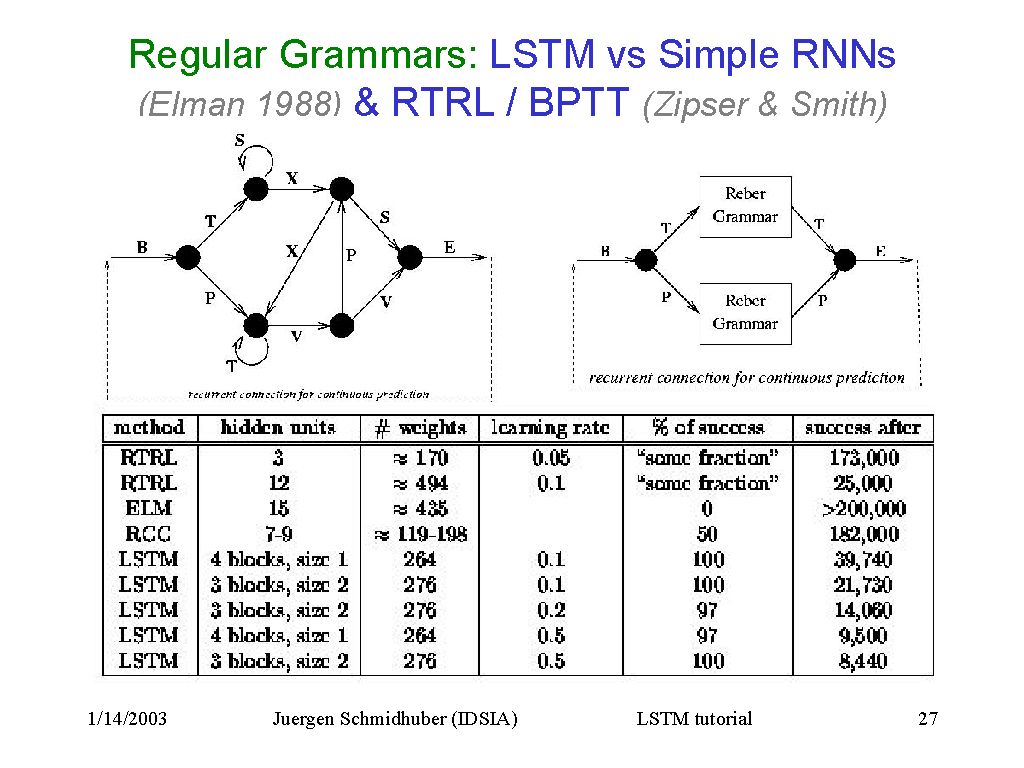 Regular Grammars: LSTM vs Simple RNNs
(Elman 1988) & RTRL / BPTT (Zipser & Smith)
S
X
T
S
B
X
P
E
P
V
V
T
recurrent connection for continuous prediction
Reber
Grammar
T
T
B
E
P
Reber
Grammar
P
recurrent connection for continuous prediction
method hidden units # weights learning rate % of success success after
RTRL 3 ≈ 170 0.05 “some fraction” 173,000
RTRL 12 ≈ 494 0.1 “some fraction” 25,000
ELM 15 ≈ 435 0 >200,000
RCC 7-9 ≈ 119-198 50 182,000
LSTM 4 blocks, size 1 264 0.1 100 39,740
LSTM 3 blocks, size 2 276 0.1 100 21,730
LSTM 3 blocks, size 2 276 0.2 97 14,060
LSTM 4 blocks, size 1 264 0.5 97 9,500
LSTM 3 blocks, size 2 276 0.5 100 8,440
1/14/2003 Juergen Schmidhuber (IDSIA) LSTM tutorial 27